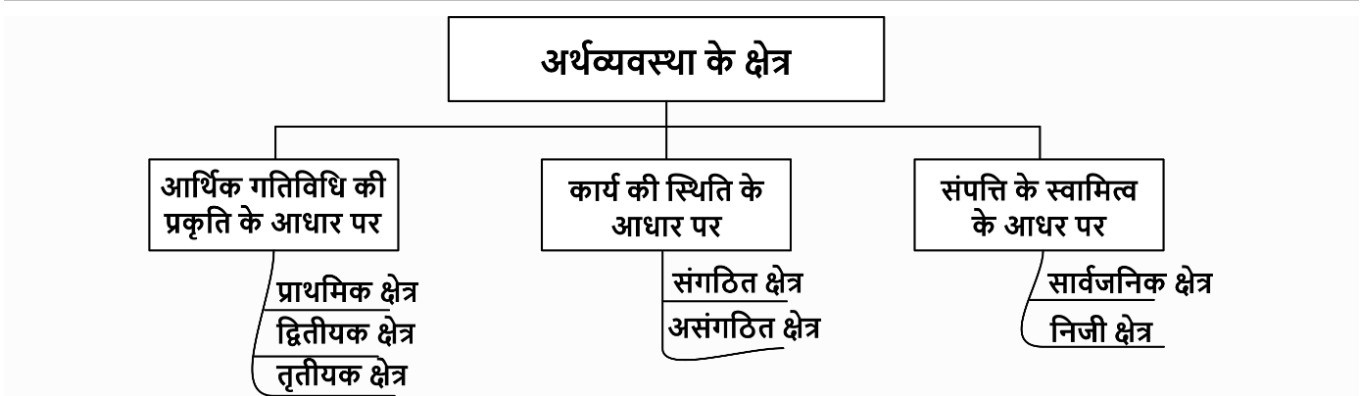 अर्थव्यवस्था के क्षेत्र
आर्थिक गतिविधि की
प्रकृति के आधार पर
प्राथमिक क्षेत्र
द्वितीयक क्षेत्र
तृतीयक क्षेत्र
कार्य की स्थिति के
आधार पर
संगठित क्षेत्र
असंगठित क्षेत्र
संपत्ति के स्वामित्व
के आधर पर
सार्वजनिक क्षेत्र
निजी क्षेत्र